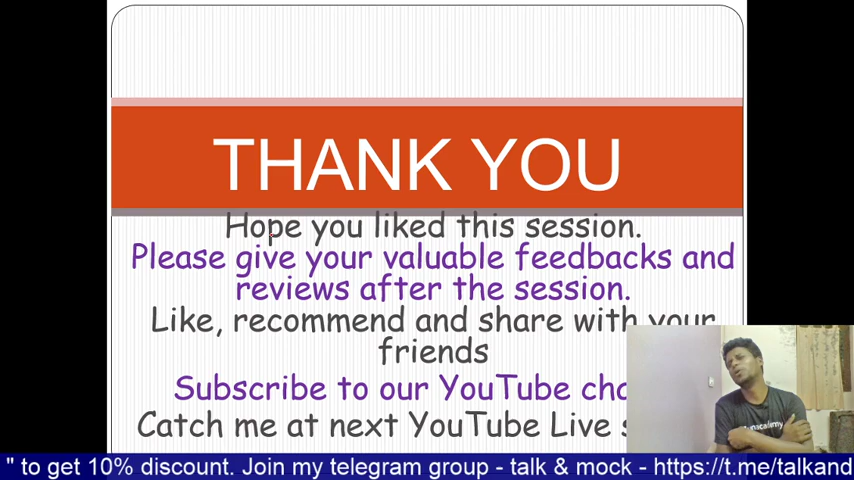 THANK YOU
Hope you liked this session.
Please give your valuable feedbacks and
reviews after the session.
Like, recommend and share with your
friends
Subscribe to our YouTube
Catch me at next YouTube Live
" to get 10% discount. Join my telegram group - talk & mock - https://t.me/talkand